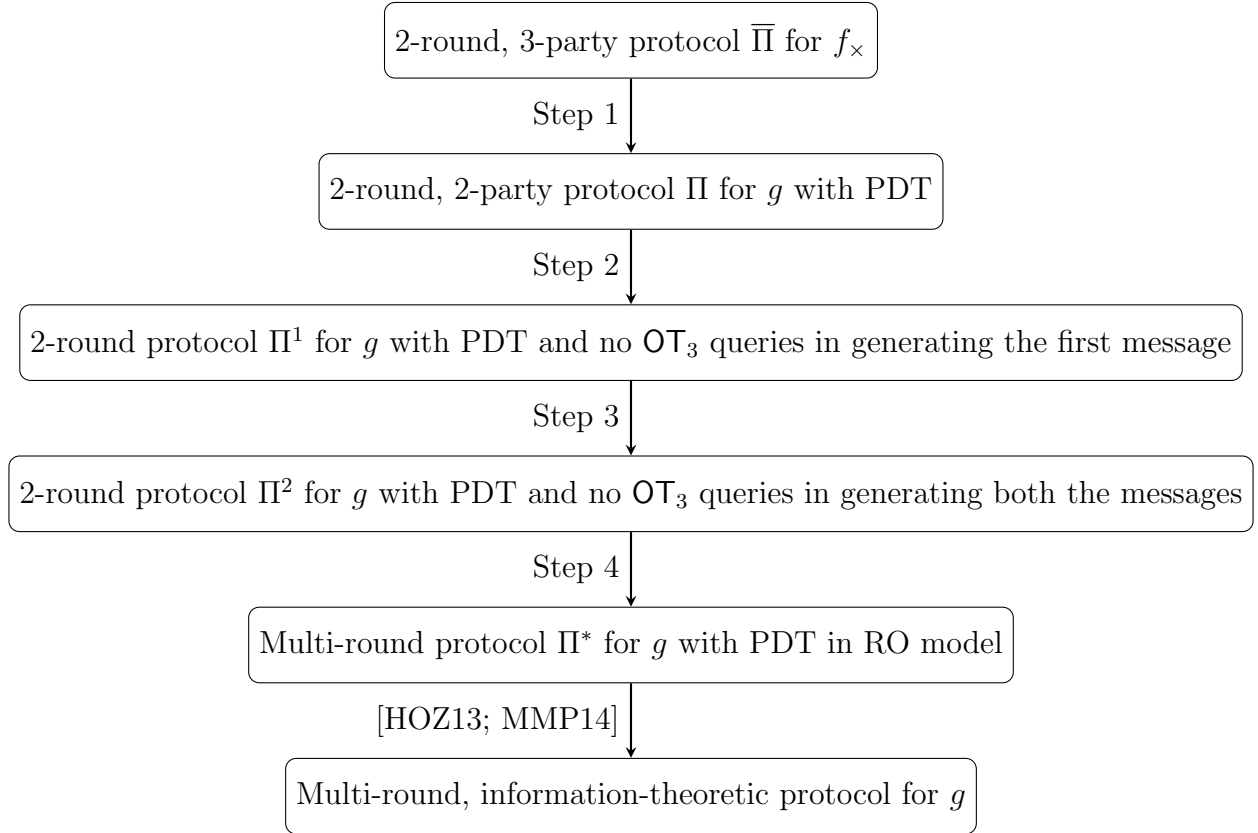 2-round, 3-party protocol Π̅ for f×
Step 1
2-round, 2-party protocol Π for g with PDT
Step 2
2-round protocol Π¹ for g with PDT and no OT₃ queries in generating the first message
Step 3
2-round protocol Π² for g with PDT and no OT₃ queries in generating both the messages
Step 4
Multi-round protocol Π* for g with PDT in RO model
[HOZ13; MMP14]
Multi-round, information-theoretic protocol for g